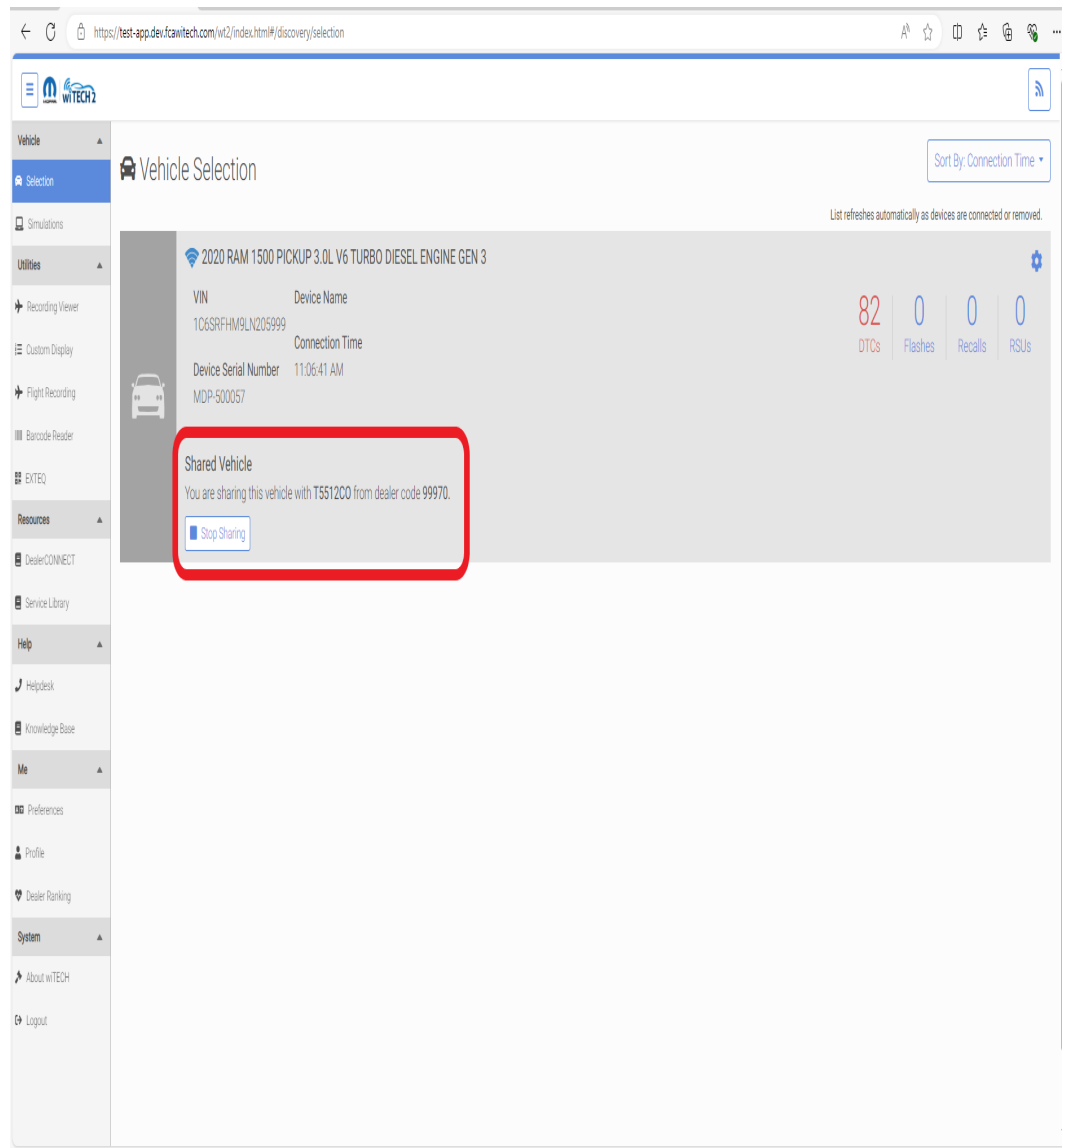 https://test-app.dev.fcawitech.com/wt2/index.html#/discovery/selection
wiTECH 2
Vehicle
Selection
Simulations
Utilities
Recording Viewer
Custom Display
Flight Recording
Barcode Reader
EXTEQ
Resources
DealerCONNECT
Service Library
Help
Helpdesk
Knowledge Base
Me
Preferences
Profile
Dealer Ranking
System
About wiTECH
Logout
Vehicle Selection
Sort By: Connection Time
List refreshes automatically as devices are connected or removed.
2020 RAM 1500 PICKUP 3.0L V6 TURBO DIESEL ENGINE GEN 3
VIN
1C6SRFHM9LN205999
Device Serial Number
MDP-500057
Device Name
Connection Time
11:06:41 AM
82 0 0 0
DTCs Flashes Recalls RSUs
Shared Vehicle
You are sharing this vehicle with T5512CO from dealer code 99970.
Stop Sharing